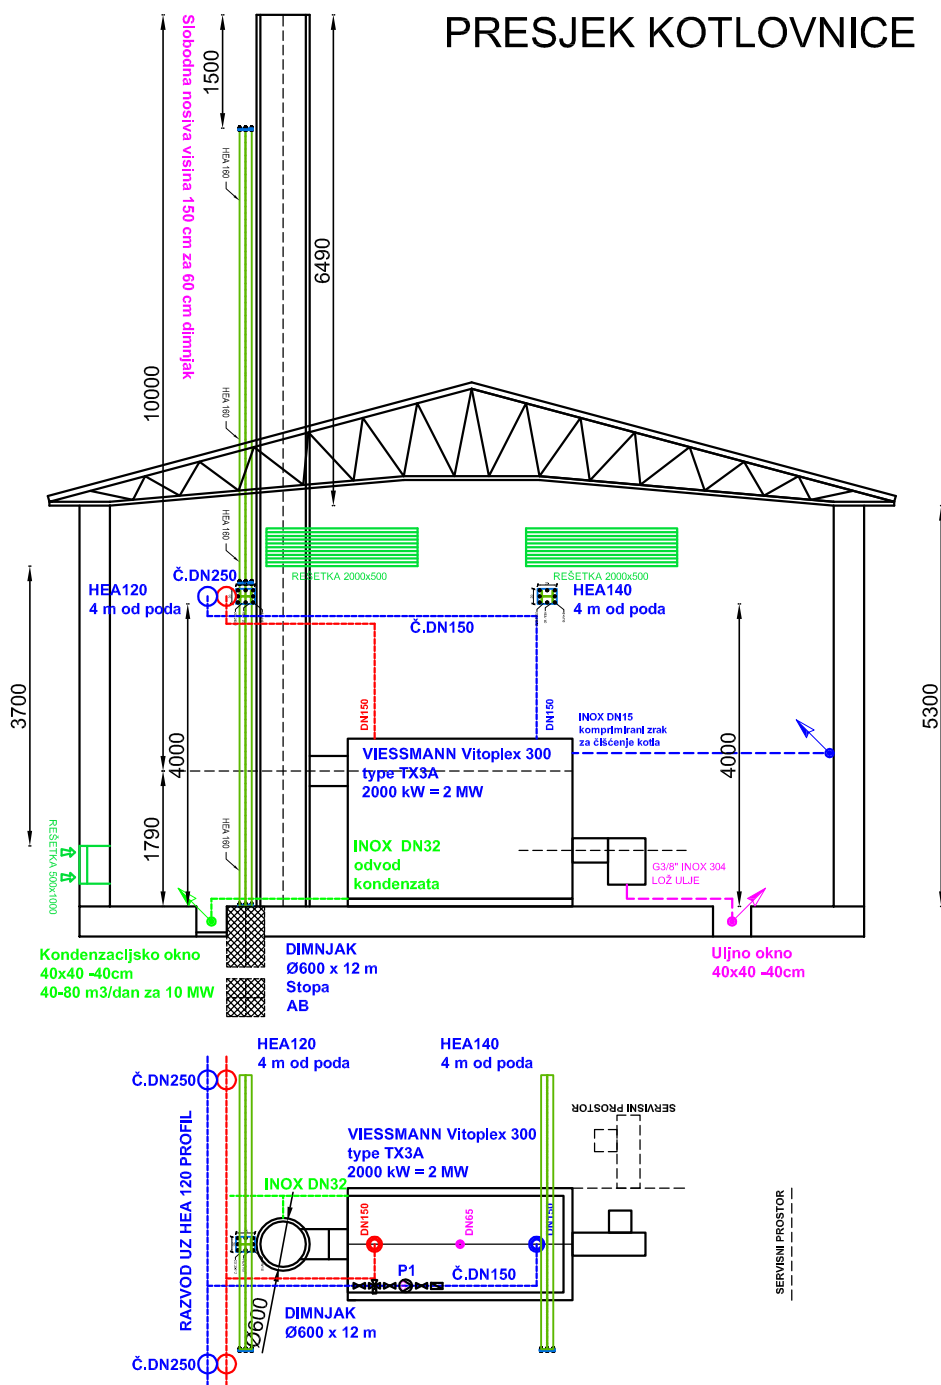 PRESJEK KOTLOVNICE
Slobodna nosiva visina 150 cm za 60 cm dimnjak
1500
HEA 160
10000
6490
HEA 160
HEA 160
REŠETKA 2000x500
REŠETKA 2000x500
Č.DN250
HEA120
4 m od poda
HEA140
4 m od poda
Č.DN150
3700
4000
5300
4000
DN150
DN150
INOX DN15
komprimirani zrak
za čišćenje kotla
VIESSMANN Vitoplex 300
type TX3A
2000 kW = 2 MW
1790
HEA 160
REŠETKA 500x1000
INOX DN32
odvod
kondenzata
G3/8" INOX 304
LOŽ ULJE
Kondenzacijsko okno
40x40 -40cm
40-80 m3/dan za 10 MW
DIMNJAK
Ø600 x 12 m
Stopa
AB
Uljno okno
40x40 -40cm
HEA120
4 m od poda
HEA140
4 m od poda
Č.DN250
SERVISNI PROSTOR
RAZVOD UZ HEA 120 PROFIL
VIESSMANN Vitoplex 300
type TX3A
2000 kW = 2 MW
INOX DN32
DN150
DN65
DN150
SERVISNI PROSTOR
P1
Č.DN150
Ø600
DIMNJAK
Ø600 x 12 m
Č.DN250